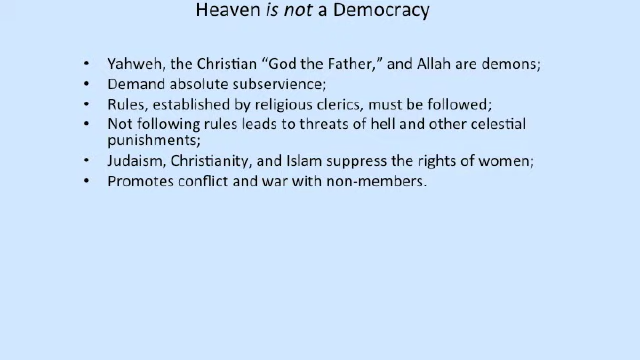 Heaven is not a Democracy
• Yahweh, the Christian “God the Father,” and Allah are demons;
• Demand absolute subservience;
• Rules, established by religious clerics, must be followed;
• Not following rules leads to threats of hell and other celestial
punishments;
• Judaism, Christianity, and Islam suppress the rights of women;
• Promotes conflict and war with non-members.